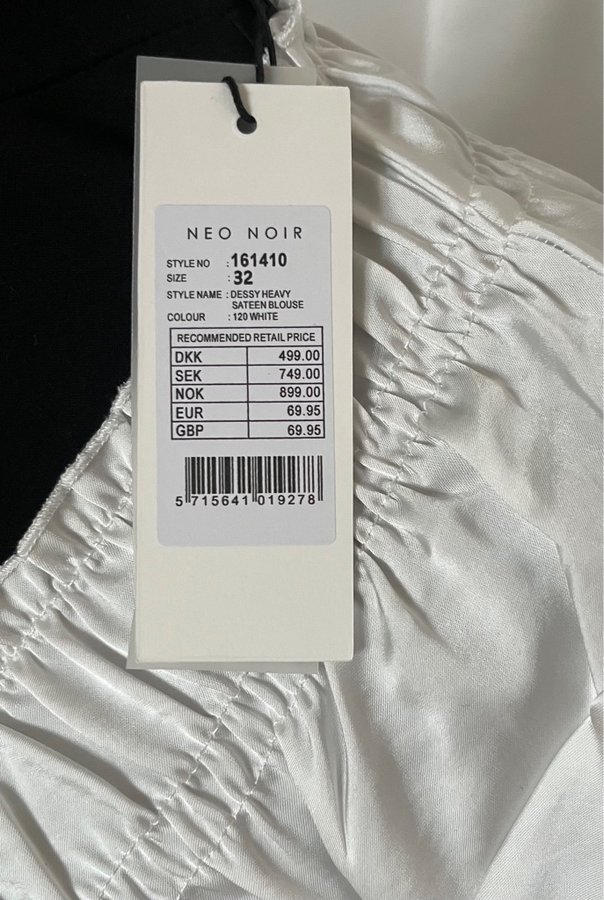 NEO NOIR
STYLE NO : 161410
SIZE : 32
STYLE NAME : DESSY HEAVY
SATEEN BLOUSE
COLOUR : 120 WHITE
RECOMMENDED RETAIL PRICE
DKK 499.00
SEK 749.00
NOK 899.00
EUR 69.95
GBP 69.95
5 715641 019278